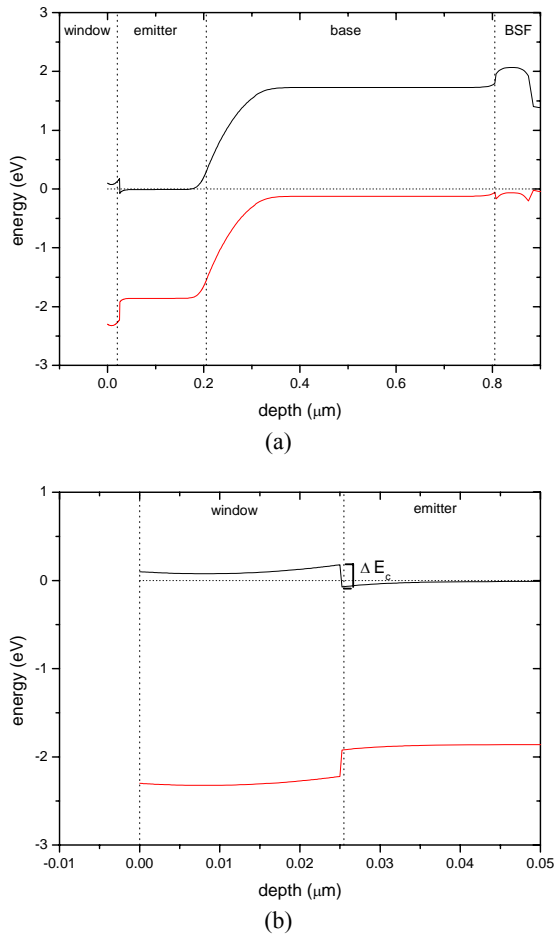 window emitter base BSF
3
2
1
0
-1
-2
-3
energy (eV)
0.0 0.2 0.4 0.6 0.8
depth (μm)
(a)
window emitter
1
0
-1
-2
-3
energy (eV)
Δ E_c
-0.01 0.00 0.01 0.02 0.03 0.04 0.05
depth (μm)
(b)